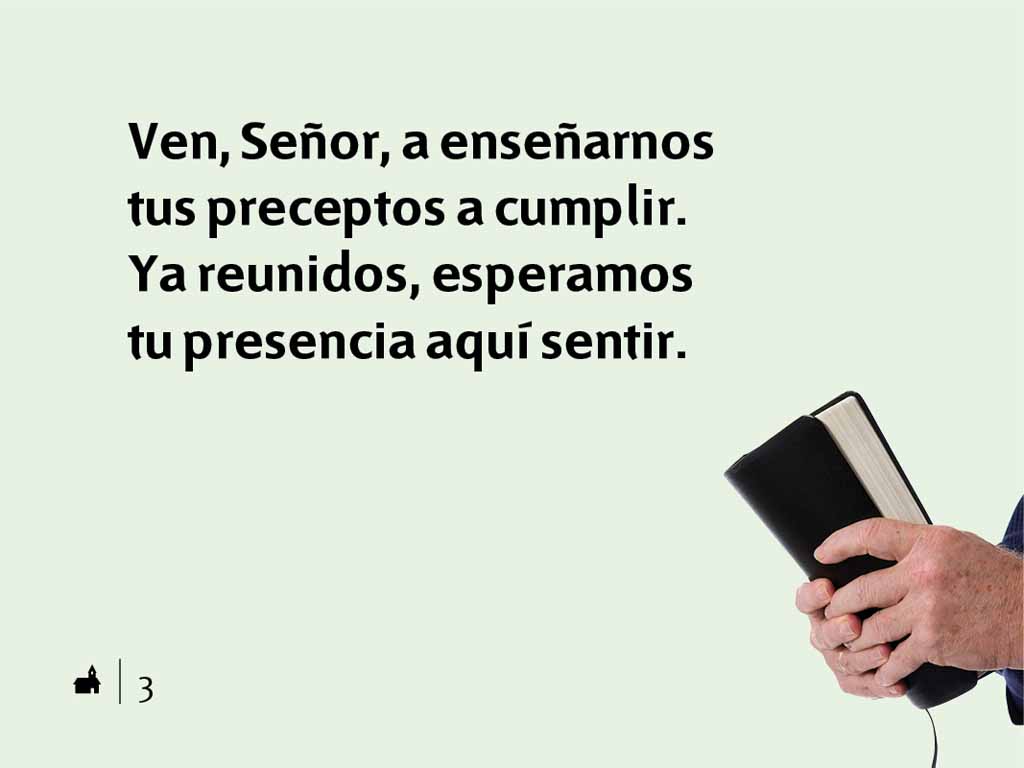 Ven, Señor, a enseñarnos
tus preceptos a cumplir.
Ya reunidos, esperamos
tu presencia aquí sentir.
3